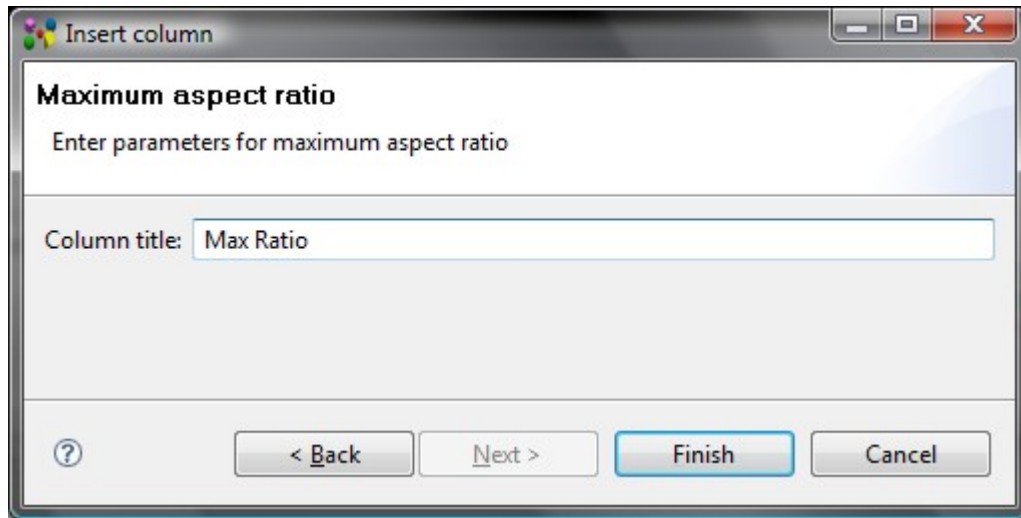 Insert column
Maximum aspect ratio
Enter parameters for maximum aspect ratio
Column title: Max Ratio
< Back Next > Finish Cancel